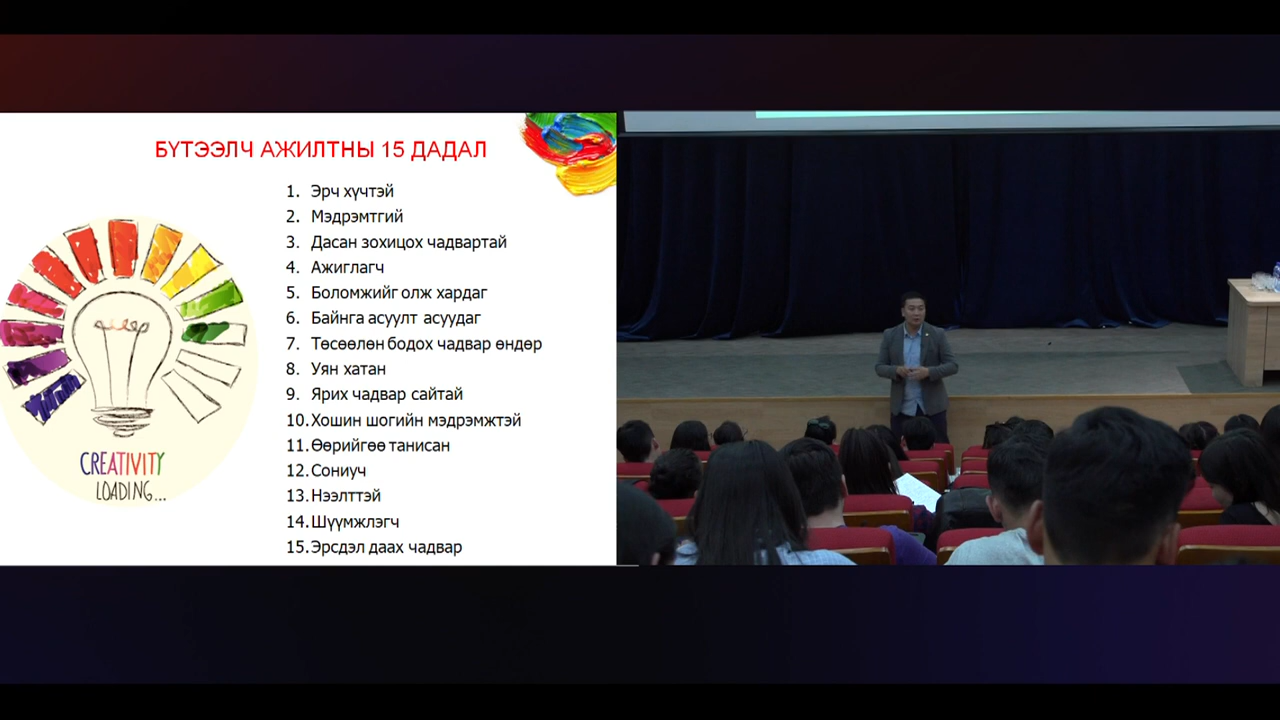 БҮТЭЭЛЧ АЖИЛТНЫ 15 ДАДАЛ
1. Эрч хүчтэй
2. Мэдрэмтгий
3. Дасан зохицох чадвартай
4. Ажиглагч
5. Боломжийг олж хардаг
6. Байнга асуулт асуудаг
7. Төсөөлөн бодох чадвар өндөр
8. Уян хатан
9. Ярих чадвар сайтай
10. Хошин шогийн мэдрэмжтэй
11. Өөрийгөө танисан
12. Сониуч
13. Нээлттэй
14. Шүүмжлэгч
15. Эрсдэл даах чадвар
CREATIVITY
LOADING...